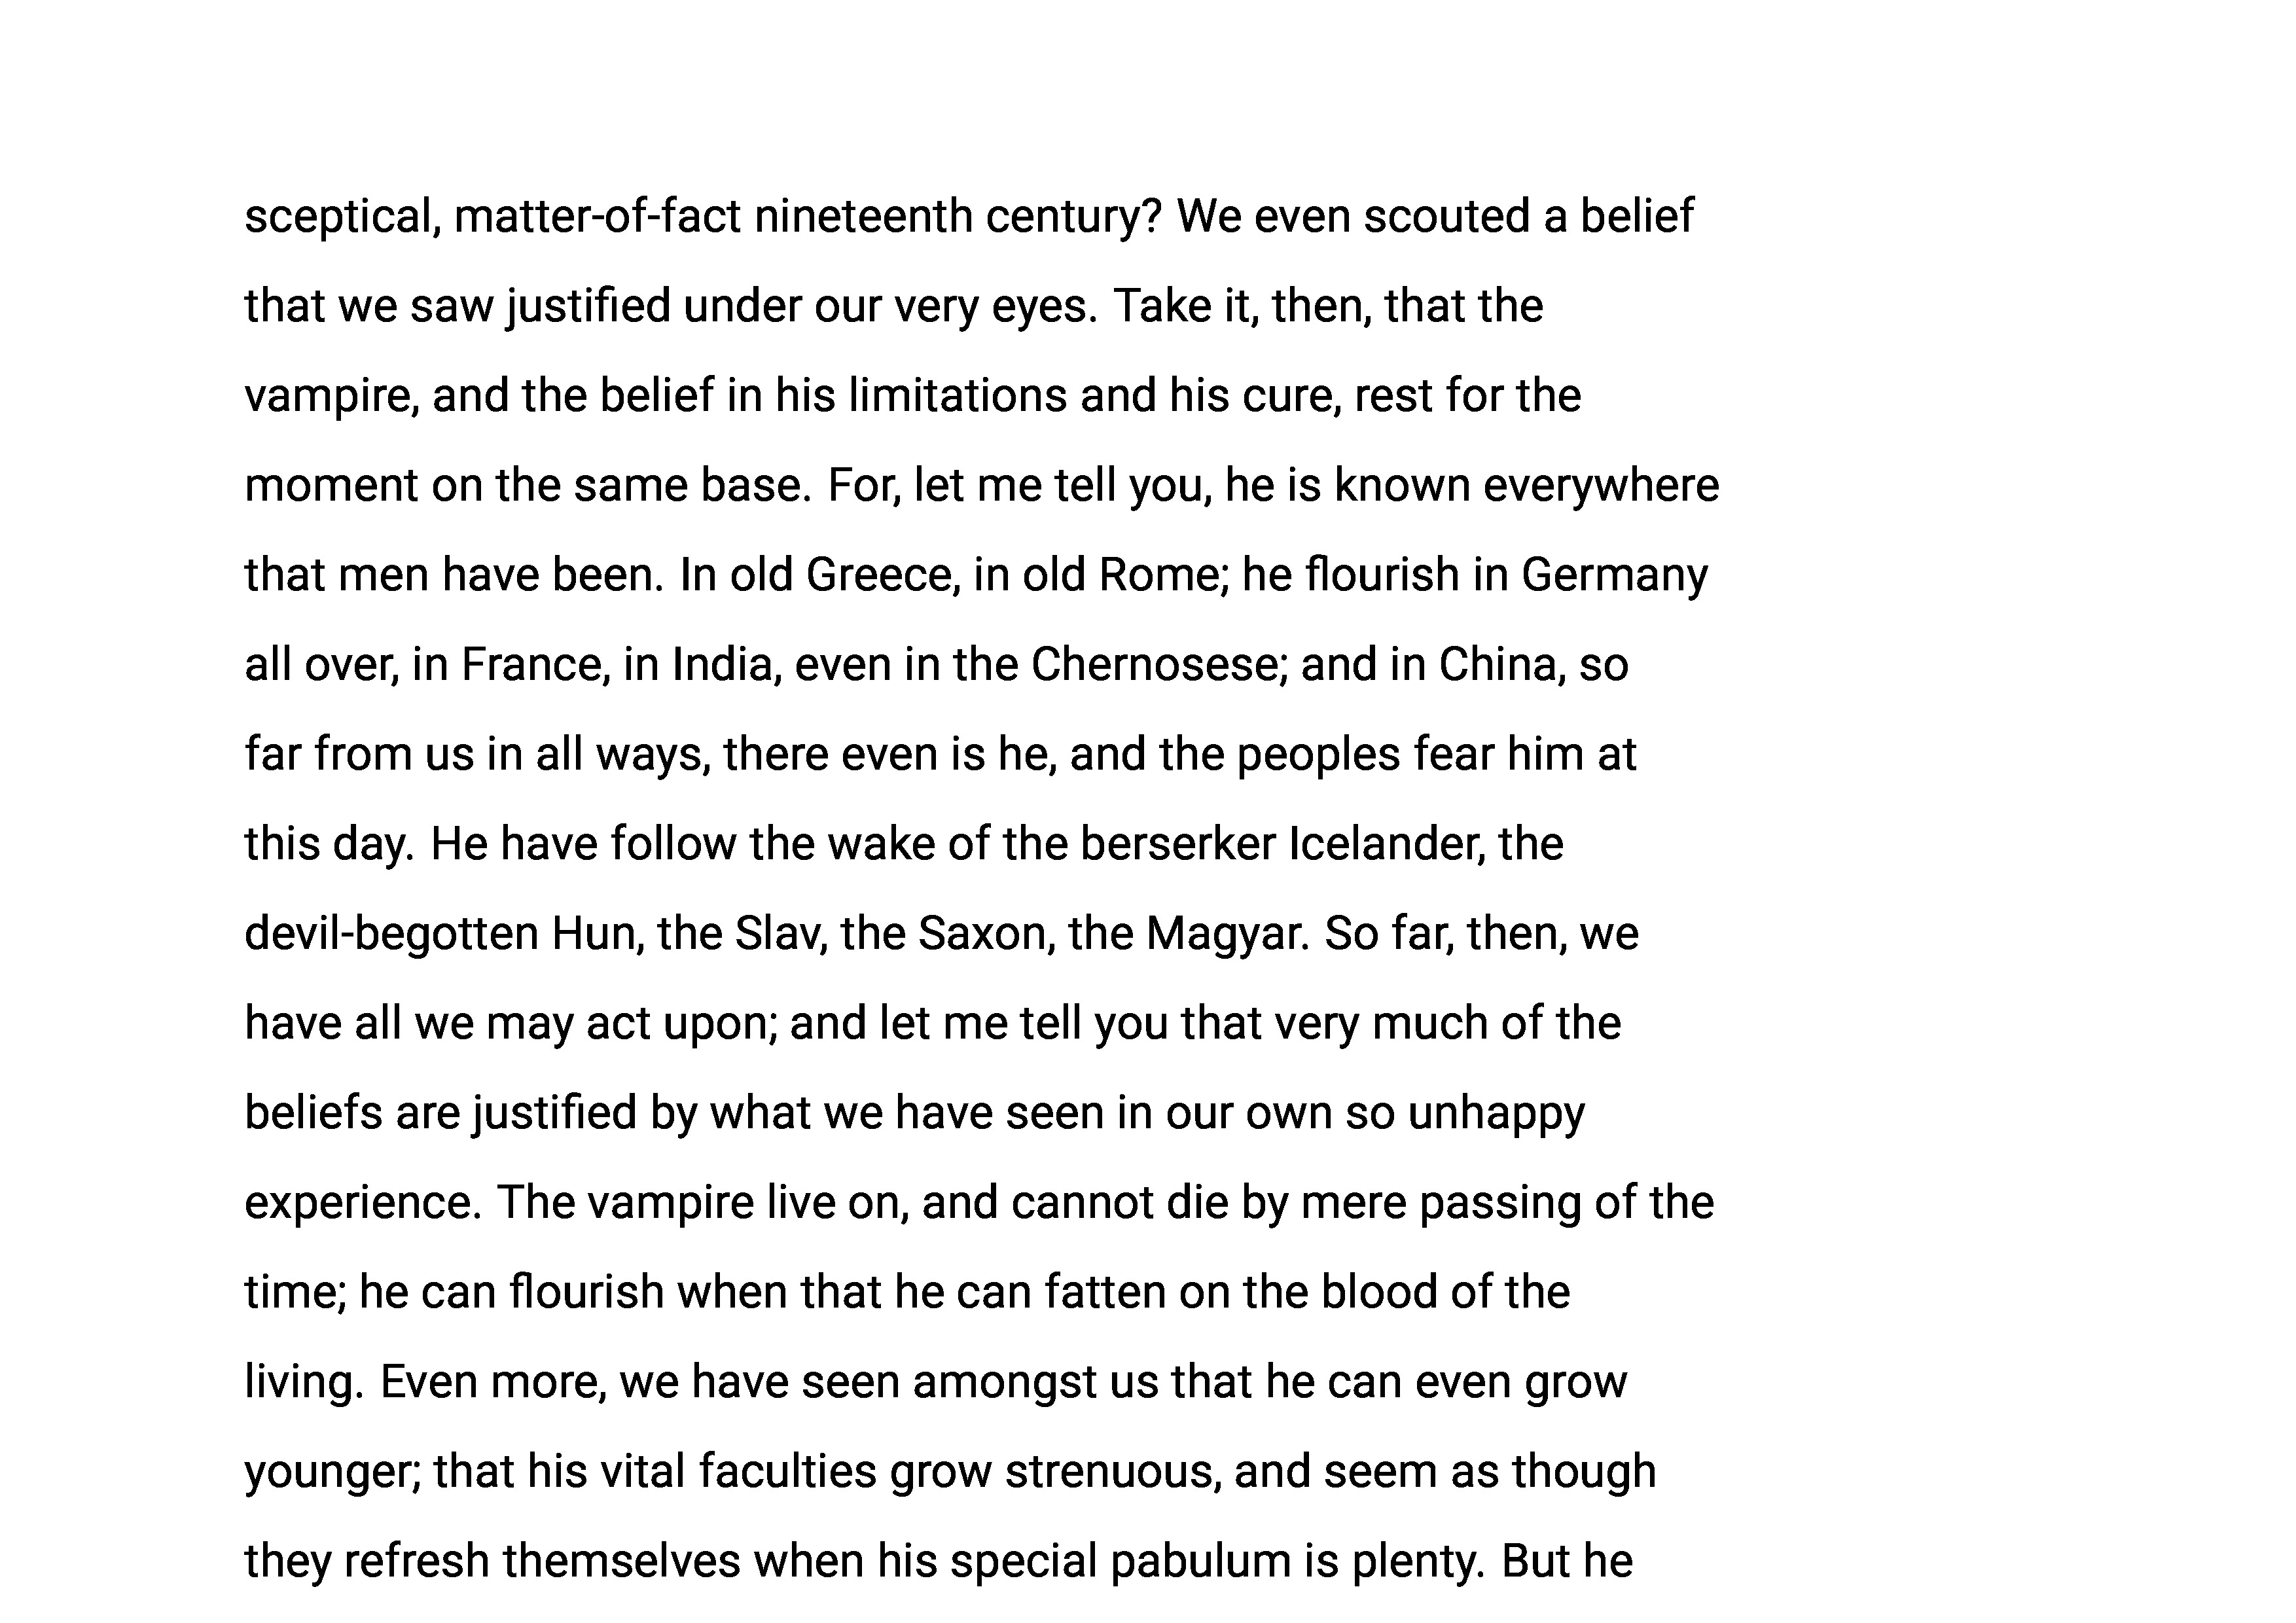 sceptical, matter-of-fact nineteenth century? We even scouted a belief
that we saw justified under our very eyes. Take it, then, that the
vampire, and the belief in his limitations and his cure, rest for the
moment on the same base. For, let me tell you, he is known everywhere
that men have been. In old Greece, in old Rome; he flourish in Germany
all over, in France, in India, even in the Chernosese; and in China, so
far from us in all ways, there even is he, and the peoples fear him at
this day. He have follow the wake of the berserker Icelander, the
devil-begotten Hun, the Slav, the Saxon, the Magyar. So far, then, we
have all we may act upon; and let me tell you that very much of the
beliefs are justified by what we have seen in our own so unhappy
experience. The vampire live on, and cannot die by mere passing of the
time; he can flourish when that he can fatten on the blood of the
living. Even more, we have seen amongst us that he can even grow
younger; that his vital faculties grow strenuous, and seem as though
they refresh themselves when his special pabulum is plenty. But he